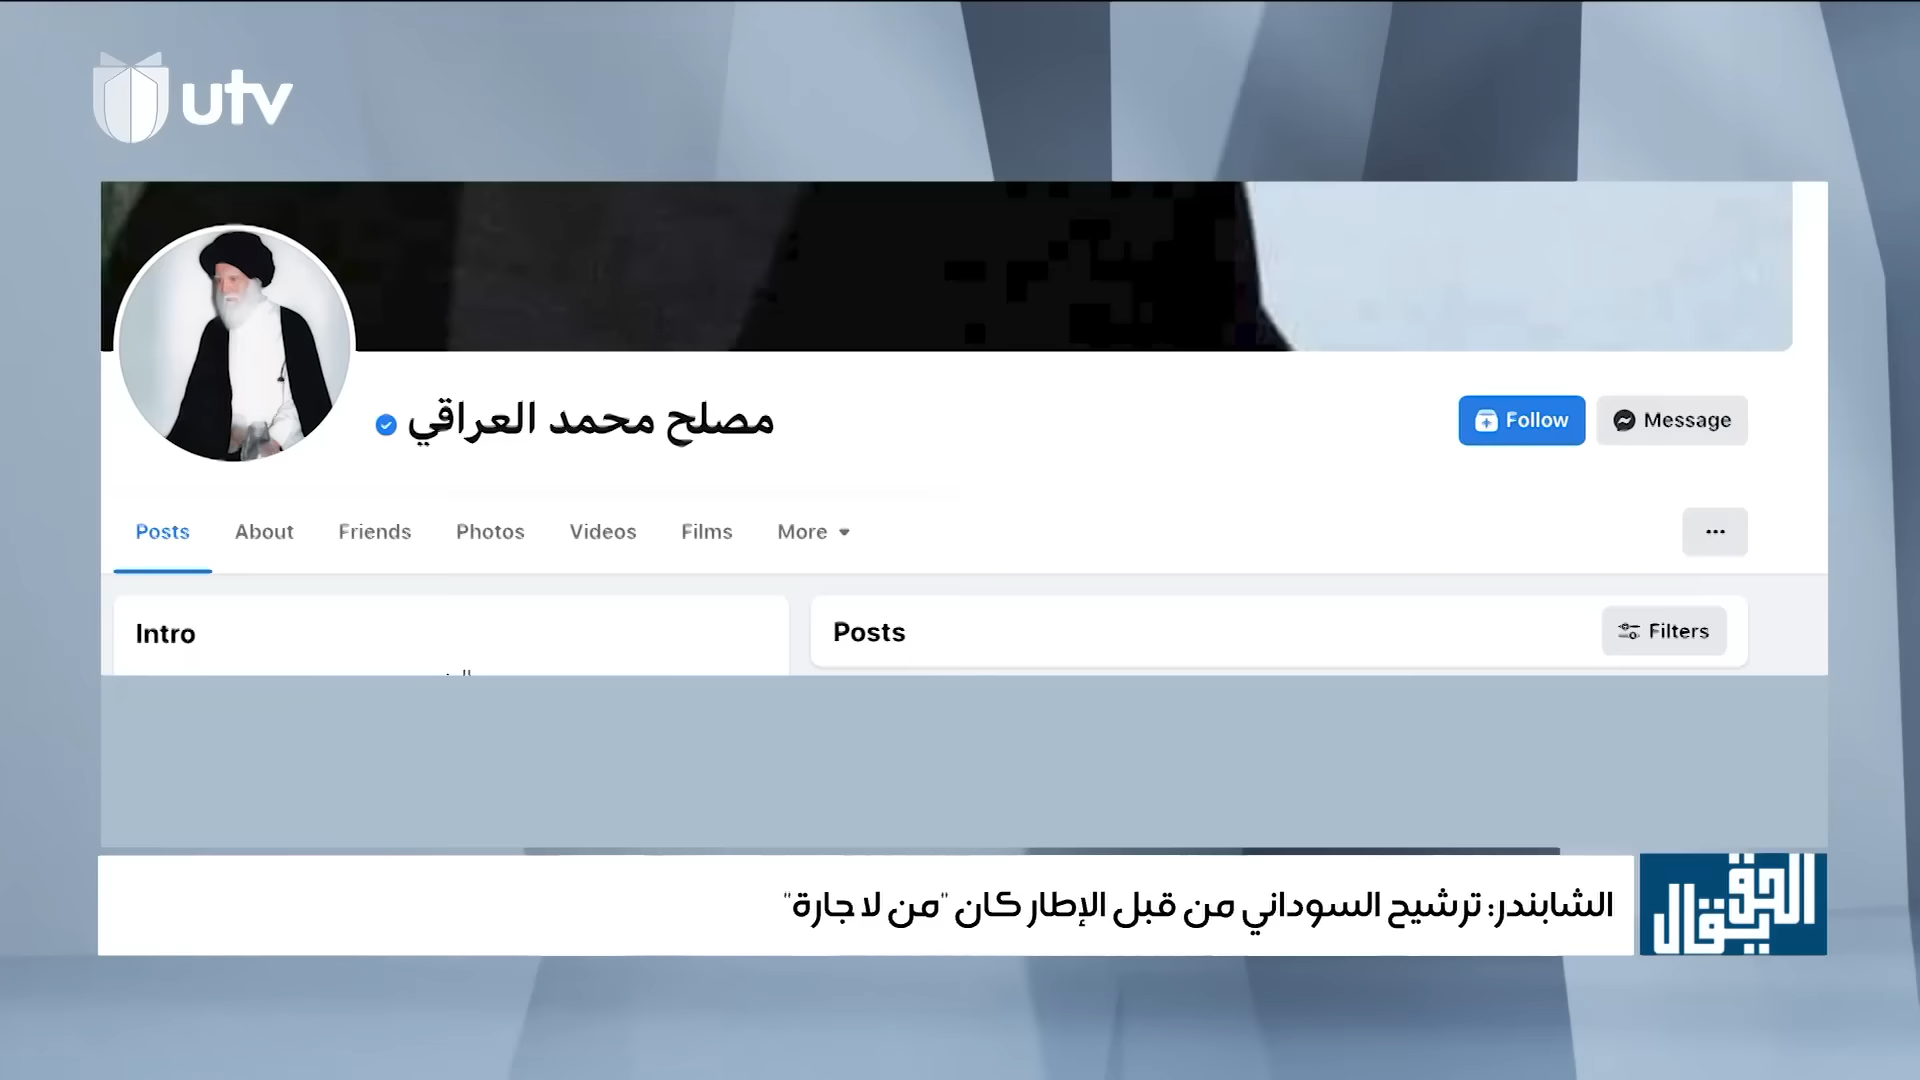 utv
مصلح محمد العراقي
Follow
Message
Posts
About
Friends
Photos
Videos
Films
More
Intro
Posts
Filters
الشابندر: ترشيح السوداني من قبل الإطار كان "من لا جارة"
الحق يقال